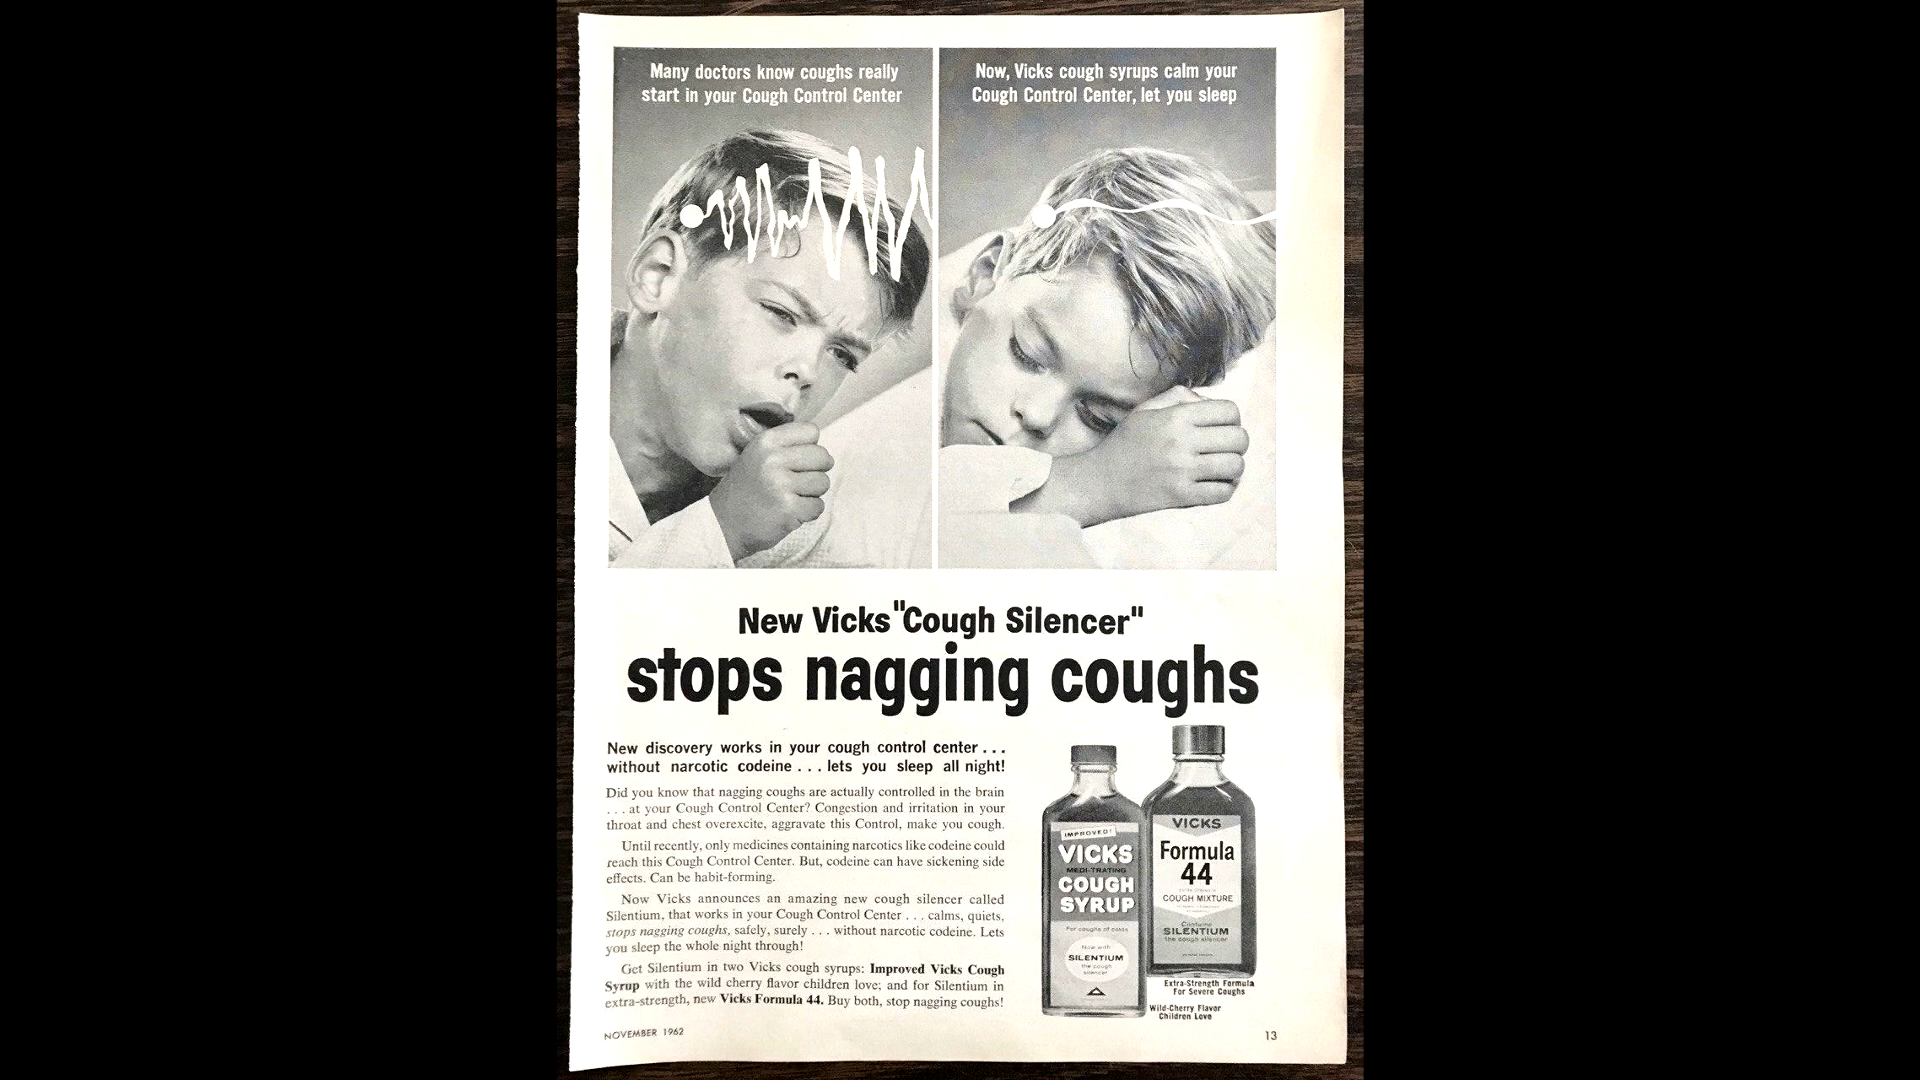 Many doctors know coughs really
start in your Cough Control Center
Now, Vicks cough syrups calm your
Cough Control Center, let you sleep
New Vicks "Cough Silencer"
stops nagging coughs
New discovery works in your cough control center . . .
without narcotic codeine . . . lets you sleep all night!
Did you know that nagging coughs are actually controlled in the brain
. . . at your Cough Control Center? Congestion and irritation in your
throat and chest overexcite, aggravate this Control, make you cough.
Until recently, only medicines containing narcotics like codeine could
reach this Cough Control Center. But, codeine can have sickening side
effects. Can be habit-forming.
Now Vicks announces an amazing new cough silencer called
Silentium, that works in your Cough Control Center . . . calms, quiets,
stops nagging coughs, safely, surely . . . without narcotic codeine. Lets
you sleep the whole night through!
Get Silentium in two Vicks cough syrups: Improved Vicks Cough
Syrup with the wild cherry flavor children love; and for Silentium in
extra-strength, new Vicks Formula 44. Buy both, stop nagging coughs!
IMPROVED!
VICKS
MEDI-TRATING
COUGH
SYRUP
For coughs of colds
Now with
SILENTIUM
the cough
silencer
VICKS
Formula
44
COUGH MIXTURE
Contains
SILENTIUM
the cough silencer
Extra-Strength Formula
For Severe Coughs
Wild-Cherry Flavor
Children Love
NOVEMBER 1962
13